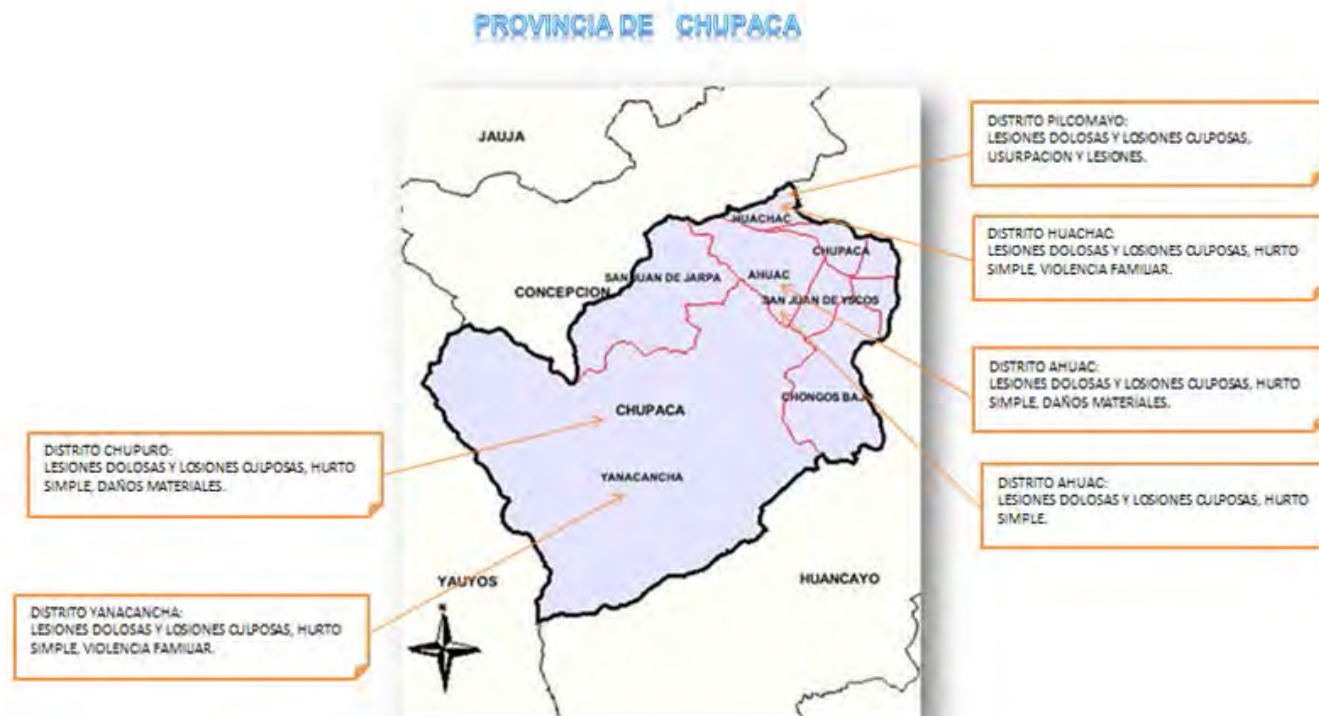 PROVINCIA DE CHUPACA
JAUJA
HUACHAC
CHUPACA
SAN JUAN DE JARPA
AHUAC
CONCEPCION
SAN JUAN DE YSCOS
CHONGOS BAJO
CHUPACA
YANACANCHA
YAUYOS
HUANCAYO
N
DISTRITO PILCOMAYO:
LESIONES DOLOSAS Y LOSIONES CULPOSAS,
USURPACION Y LESIONES.
DISTRITO HUACHAC:
LESIONES DOLOSAS Y LOSIONES CULPOSAS, HURTO
SIMPLE, VIOLENCIA FAMILIAR.
DISTRITO AHUAC:
LESIONES DOLOSAS Y LOSIONES CULPOSAS, HURTO
SIMPLE, DAÑOS MATERIALES.
DISTRITO AHUAC:
LESIONES DOLOSAS Y LOSIONES CULPOSAS, HURTO
SIMPLE.
DISTRITO CHUPURO:
LESIONES DOLOSAS Y LOSIONES CULPOSAS, HURTO
SIMPLE, DAÑOS MATERIALES.
DISTRITO YANACANCHA:
LESIONES DOLOSAS Y LOSIONES CULPOSAS, HURTO
SIMPLE, VIOLENCIA FAMILIAR.